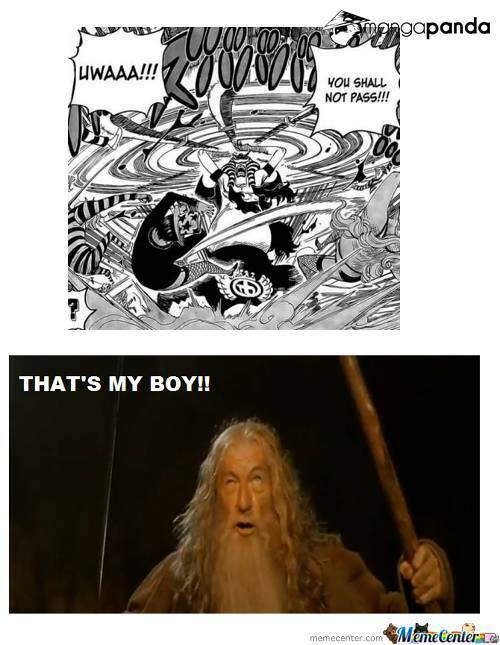 mangapanda
UWAAA!!!
YOU SHALL
NOT PASS!!!
?
THAT'S MY BOY!!
memecenter.com
MemeCenter